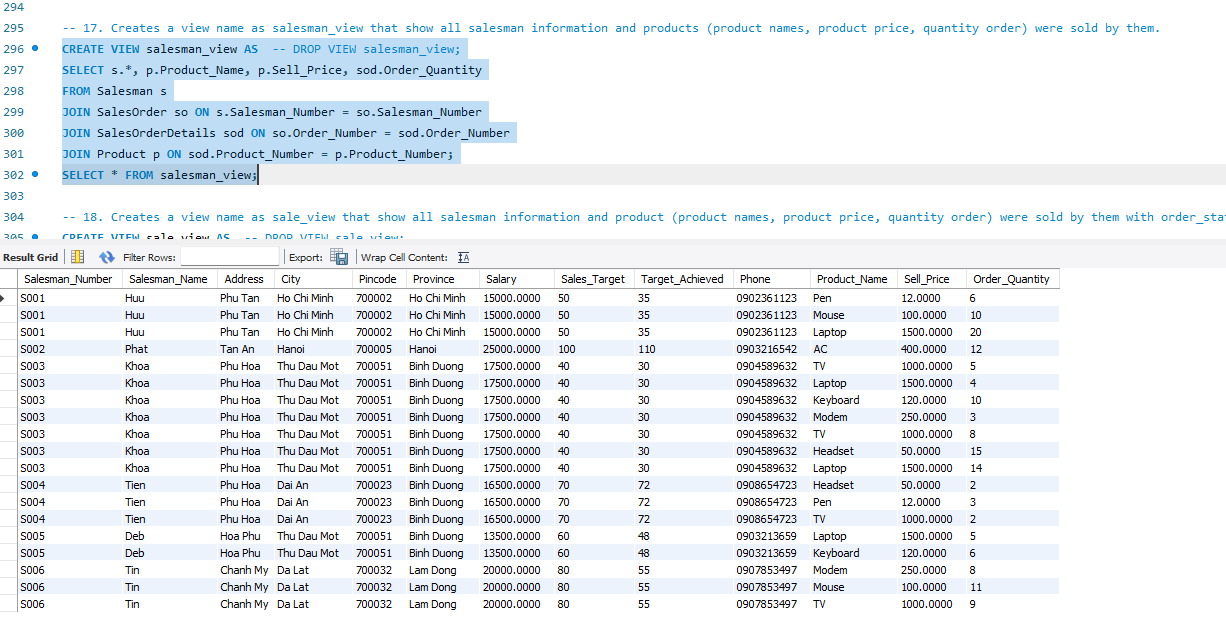 294
295 -- 17. Creates a view name as salesman_view that show all salesman information and products (product names, product price, quantity order) were sold by them.
296 CREATE VIEW salesman_view AS -- DROP VIEW salesman_view;
297 SELECT s.*, p.Product_Name, p.Sell_Price, sod.Order_Quantity
298 FROM Salesman s
299 JOIN SalesOrder so ON s.Salesman_Number = so.Salesman_Number
300 JOIN SalesOrderDetails sod ON so.Order_Number = sod.Order_Number
301 JOIN Product p ON sod.Product_Number = p.Product_Number;
302 SELECT * FROM salesman_view;
303
304 -- 18. Creates a view name as sale_view that show all salesman information and product (product names, product price, quantity order) were sold by them with order_sta
305 CREATE VIEW sale_view AS -- DROP VIEW sale_view;
Result Grid Filter Rows: Export: Wrap Cell Content:
Salesman_Number Salesman_Name Address City Pincode Province Salary Sales_Target Target_Achieved Phone Product_Name Sell_Price Order_Quantity
S001 Huu Phu Tan Ho Chi Minh 700002 Ho Chi Minh 15000.0000 50 35 0902361123 Pen 12.0000 6
S001 Huu Phu Tan Ho Chi Minh 700002 Ho Chi Minh 15000.0000 50 35 0902361123 Mouse 100.0000 10
S001 Huu Phu Tan Ho Chi Minh 700002 Ho Chi Minh 15000.0000 50 35 0902361123 Laptop 1500.0000 20
S002 Phat Tan An Hanoi 700005 Hanoi 25000.0000 100 110 0903216542 AC 400.0000 12
S003 Khoa Phu Hoa Thu Dau Mot 700051 Binh Duong 17500.0000 40 30 0904589632 TV 1000.0000 5
S003 Khoa Phu Hoa Thu Dau Mot 700051 Binh Duong 17500.0000 40 30 0904589632 Laptop 1500.0000 4
S003 Khoa Phu Hoa Thu Dau Mot 700051 Binh Duong 17500.0000 40 30 0904589632 Keyboard 120.0000 10
S003 Khoa Phu Hoa Thu Dau Mot 700051 Binh Duong 17500.0000 40 30 0904589632 Modem 250.0000 3
S003 Khoa Phu Hoa Thu Dau Mot 700051 Binh Duong 17500.0000 40 30 0904589632 TV 1000.0000 8
S003 Khoa Phu Hoa Thu Dau Mot 700051 Binh Duong 17500.0000 40 30 0904589632 Headset 50.0000 15
S003 Khoa Phu Hoa Thu Dau Mot 700051 Binh Duong 17500.0000 40 30 0904589632 Laptop 1500.0000 14
S004 Tien Phu Hoa Dai An 700023 Binh Duong 16500.0000 70 72 0908654723 Headset 50.0000 2
S004 Tien Phu Hoa Dai An 700023 Binh Duong 16500.0000 70 72 0908654723 Pen 12.0000 3
S004 Tien Phu Hoa Dai An 700023 Binh Duong 16500.0000 70 72 0908654723 TV 1000.0000 2
S005 Deb Hoa Phu Thu Dau Mot 700051 Binh Duong 13500.0000 60 48 0903213659 Laptop 1500.0000 5
S005 Deb Hoa Phu Thu Dau Mot 700051 Binh Duong 13500.0000 60 48 0903213659 Keyboard 120.0000 6
S006 Tin Chanh My Da Lat 700032 Lam Dong 20000.0000 80 55 0907853497 Modem 250.0000 8
S006 Tin Chanh My Da Lat 700032 Lam Dong 20000.0000 80 55 0907853497 Mouse 100.0000 11
S006 Tin Chanh My Da Lat 700032 Lam Dong 20000.0000 80 55 0907853497 TV 1000.0000 9